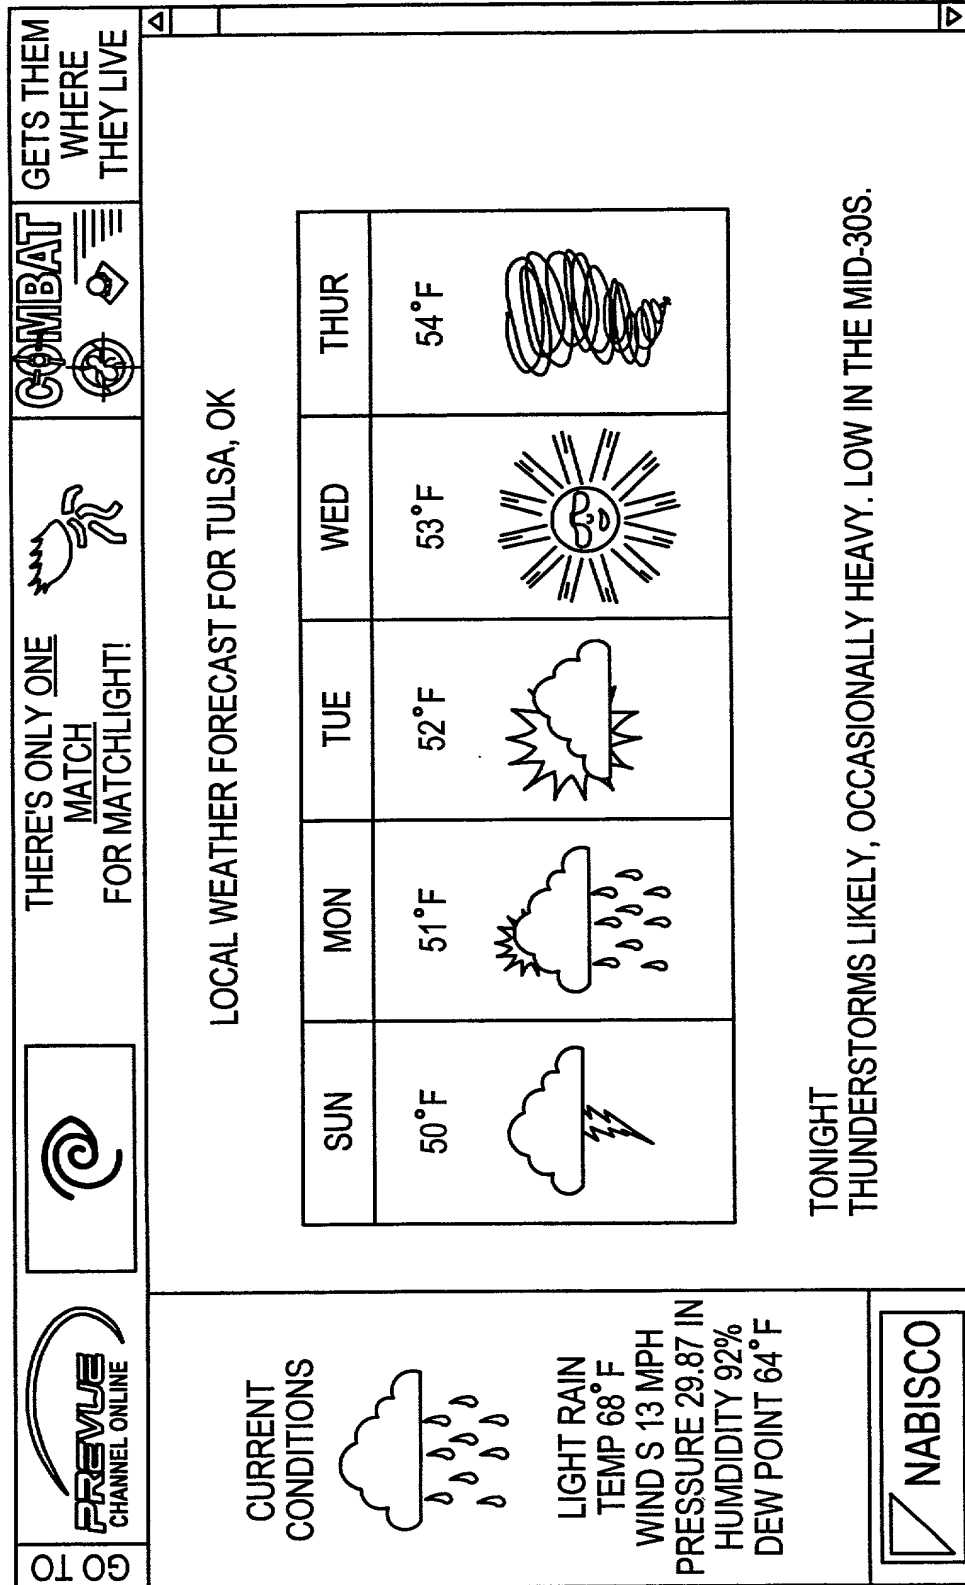 GO TO
PREVUE
CHANNEL ONLINE
THERE'S ONLY ONE
MATCH
FOR MATCHLIGHT!
COMBAT
GETS THEM
WHERE
THEY LIVE
CURRENT
CONDITIONS
LIGHT RAIN
TEMP 68°F
WIND S 13 MPH
PRESSURE 29.87 IN
HUMDIDITY 92%
DEW POINT 64°F
NABISCO
LOCAL WEATHER FORECAST FOR TULSA, OK
SUN MON TUE WED THUR
50°F 51°F 52°F 53°F 54°F
TONIGHT
THUNDERSTORMS LIKELY, OCCASIONALLY HEAVY. LOW IN THE MID-30S.